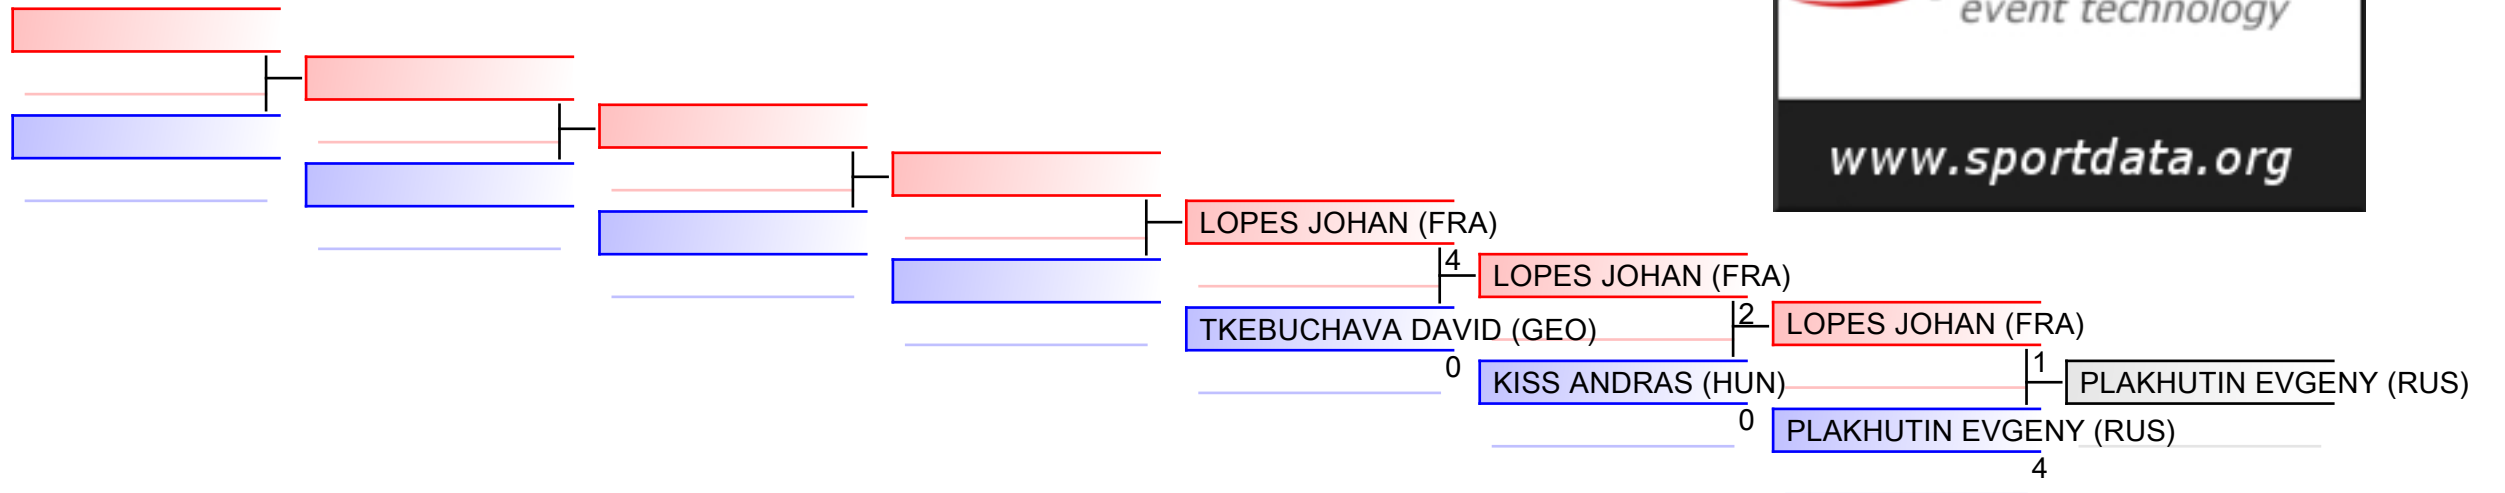 event technology
www.sportdata.org
LOPES JOHAN (FRA)
4
LOPES JOHAN (FRA)
TKEBUCHAVA DAVID (GEO)
0
2
LOPES JOHAN (FRA)
KISS ANDRAS (HUN)
0
1
PLAKHUTIN EVGENY (RUS)
PLAKHUTIN EVGENY (RUS)
4